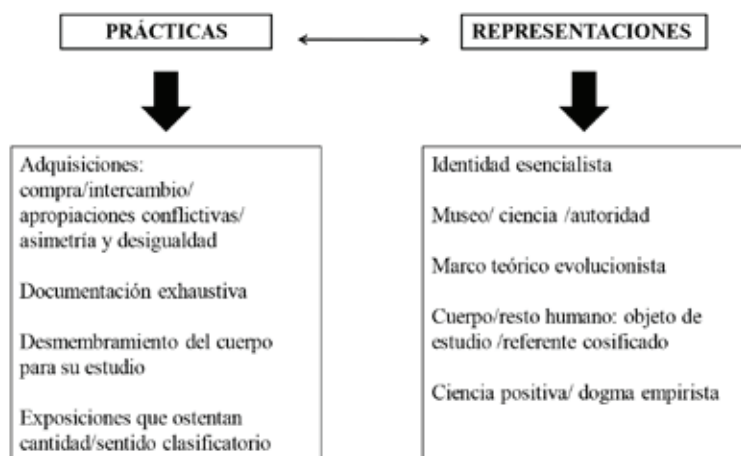 PRÁCTICAS
REPRESENTACIONES
Adquisiciones:
compra/intercambio/
apropiaciones conflictivas/
asimetría y desigualdad
Documentación exhaustiva
Desmembramiento del cuerpo
para su estudio
Exposiciones que ostentan
cantidad/sentido clasificatorio
Identidad esencialista
Museo/ ciencia /autoridad
Marco teórico evolucionista
Cuerpo/resto humano: objeto de
estudio /referente cosificado
Ciencia positiva/ dogma empirista